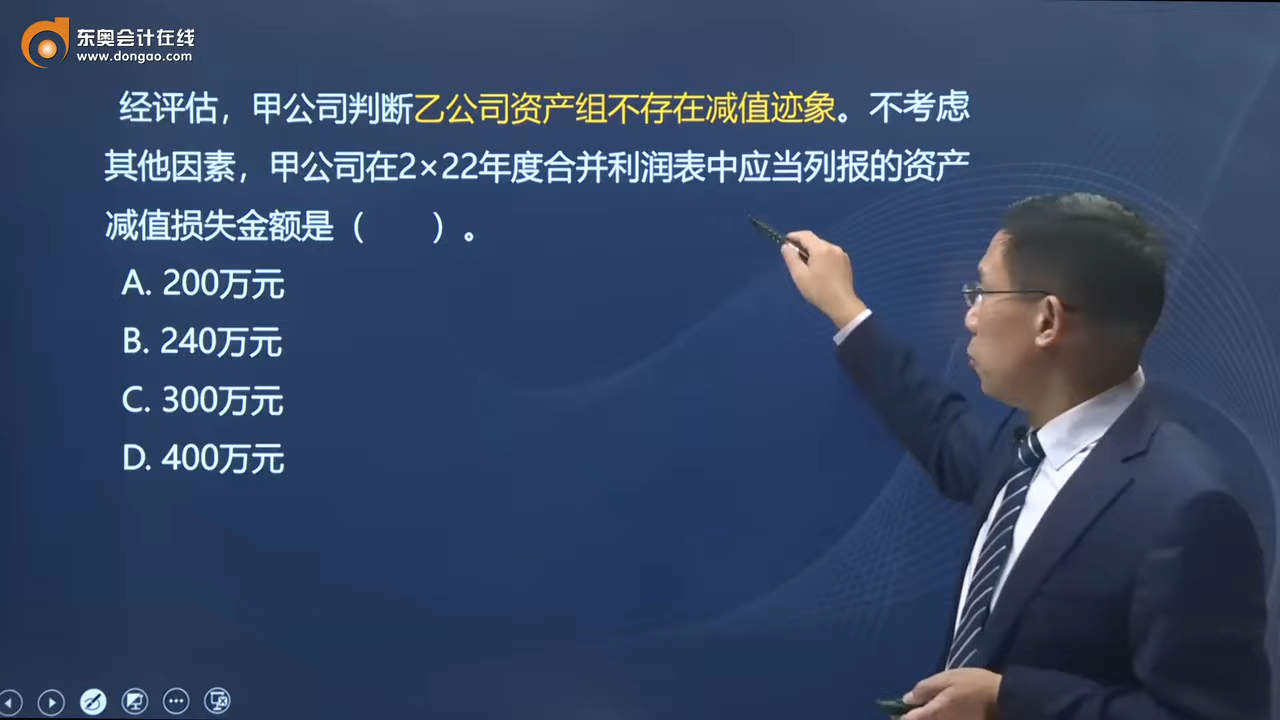 东奥会计在线
www.dongao.com
经评估，甲公司判断乙公司资产组不存在减值迹象。不考虑
其他因素，甲公司在2×22年度合并利润表中应当列报的资产
减值损失金额是（　　）。
A. 200万元
B. 240万元
C. 300万元
D. 400万元